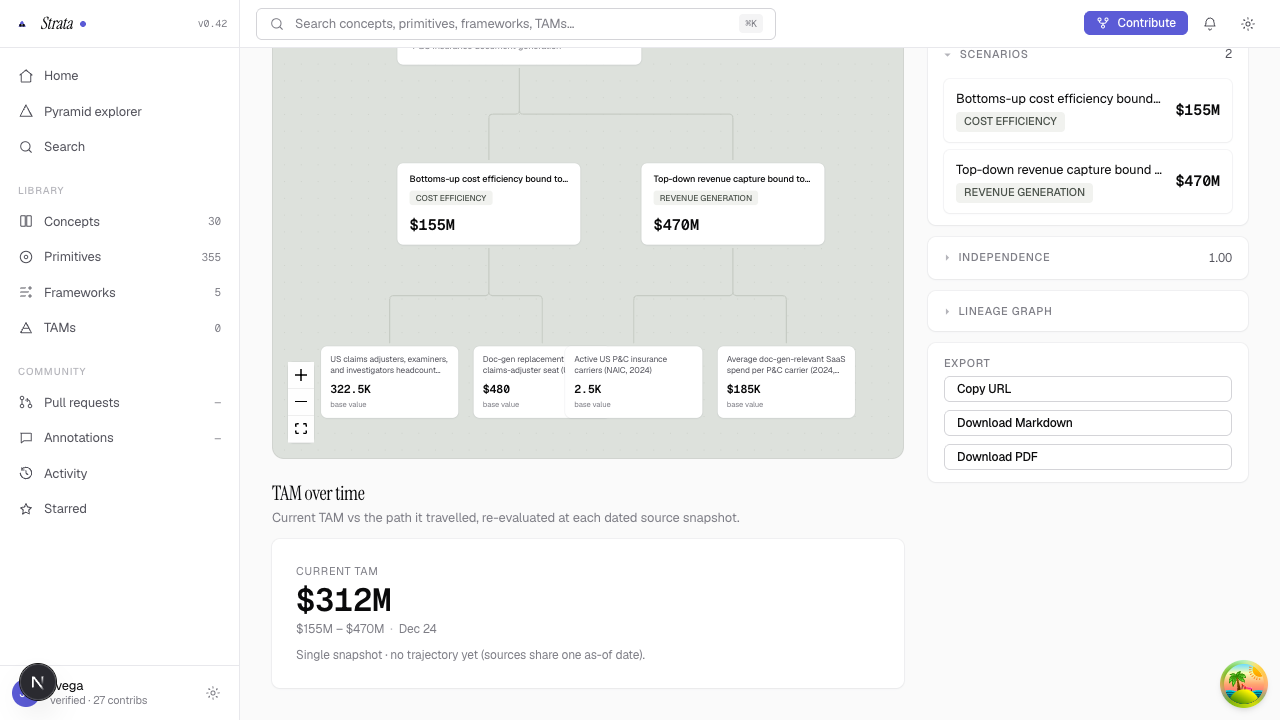 Strata
v0.42
Search concepts, primitives, frameworks, TAMs...
⌘K
Contribute
Home
Pyramid explorer
Search
LIBRARY
Concepts 30
Primitives 355
Frameworks 5
TAMs 0
COMMUNITY
Pull requests –
Annotations –
Activity
Starred
N
vega
verified · 27 contribs
Bottoms-up cost efficiency bound to...
COST EFFICIENCY
$155M
Top-down revenue capture bound to...
REVENUE GENERATION
$470M
US claims adjusters, examiners,
and investigators headcount...
322.5K
base value
Doc-gen replacement
claims-adjuster seat
$480
base value
Active US P&C insurance
carriers (NAIC, 2024)
2.5K
base value
Average doc-gen-relevant SaaS
spend per P&C carrier (2024,...
$185K
base value
TAM over time
Current TAM vs the path it travelled, re-evaluated at each dated source snapshot.
CURRENT TAM
$312M
$155M – $470M · Dec 24
Single snapshot · no trajectory yet (sources share one as-of date).
SCENARIOS 2
Bottoms-up cost efficiency bound...
COST EFFICIENCY
$155M
Top-down revenue capture bound ...
REVENUE GENERATION
$470M
INDEPENDENCE 1.00
LINEAGE GRAPH
EXPORT
Copy URL
Download Markdown
Download PDF